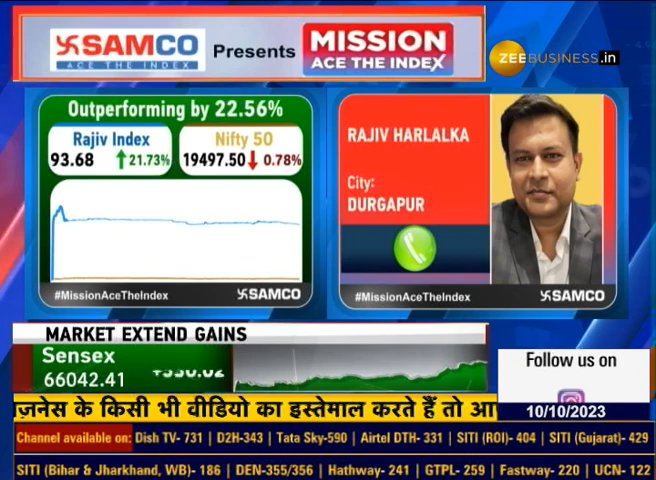 SAMCO
ACE THE INDEX
Presents
MISSION
ACE THE INDEX
ZEEBUSINESS.in
Outperforming by 22.56%
Rajiv Index
93.68 21.73%
Nifty 50
19497.50 0.78%
#MissionAceTheIndex
SAMCO
RAJIV HARLALKA
City:
DURGAPUR
#MissionAceTheIndex
SAMCO
MARKET EXTEND GAINS
Sensex
66042.41
Follow us on
10/10/2023
के किसी भी वीडियो का इस्तेमाल करते हैं तो
Channel available on: Dish TV- 731 | D2H-343 | Tata Sky-590 | Airtel DTH- 331 | SITI (ROI)- 404 | SITI (Gujarat)- 429
SITI (Bihar & Jharkhand, WB)- 186 | DEN-355/356 | Hathway- 241 | GTPL- 259 | Fastway- 220 | UCN- 122